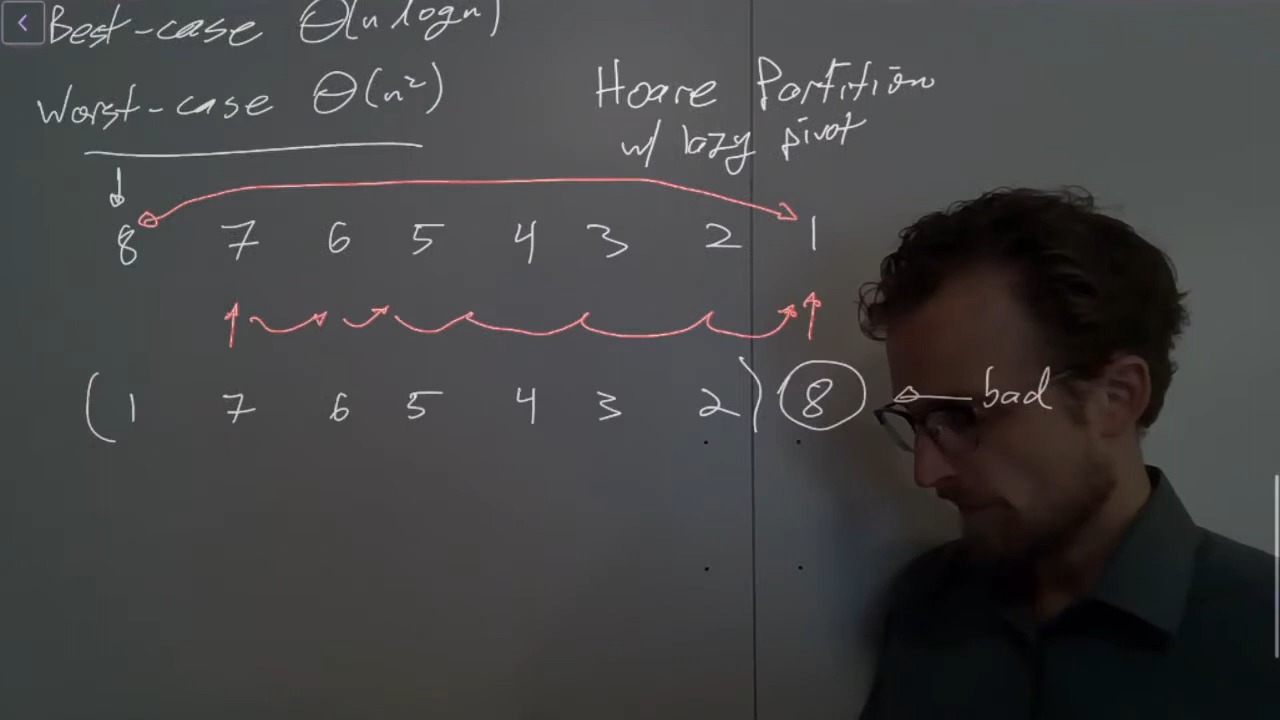 Best-case Θ(n logn)
Worst-case Θ(n²)
Hoare Partition
w/ lazy pivot
8 7 6 5 4 3 2 1
(1 7 6 5 4 3 2) 8 bad